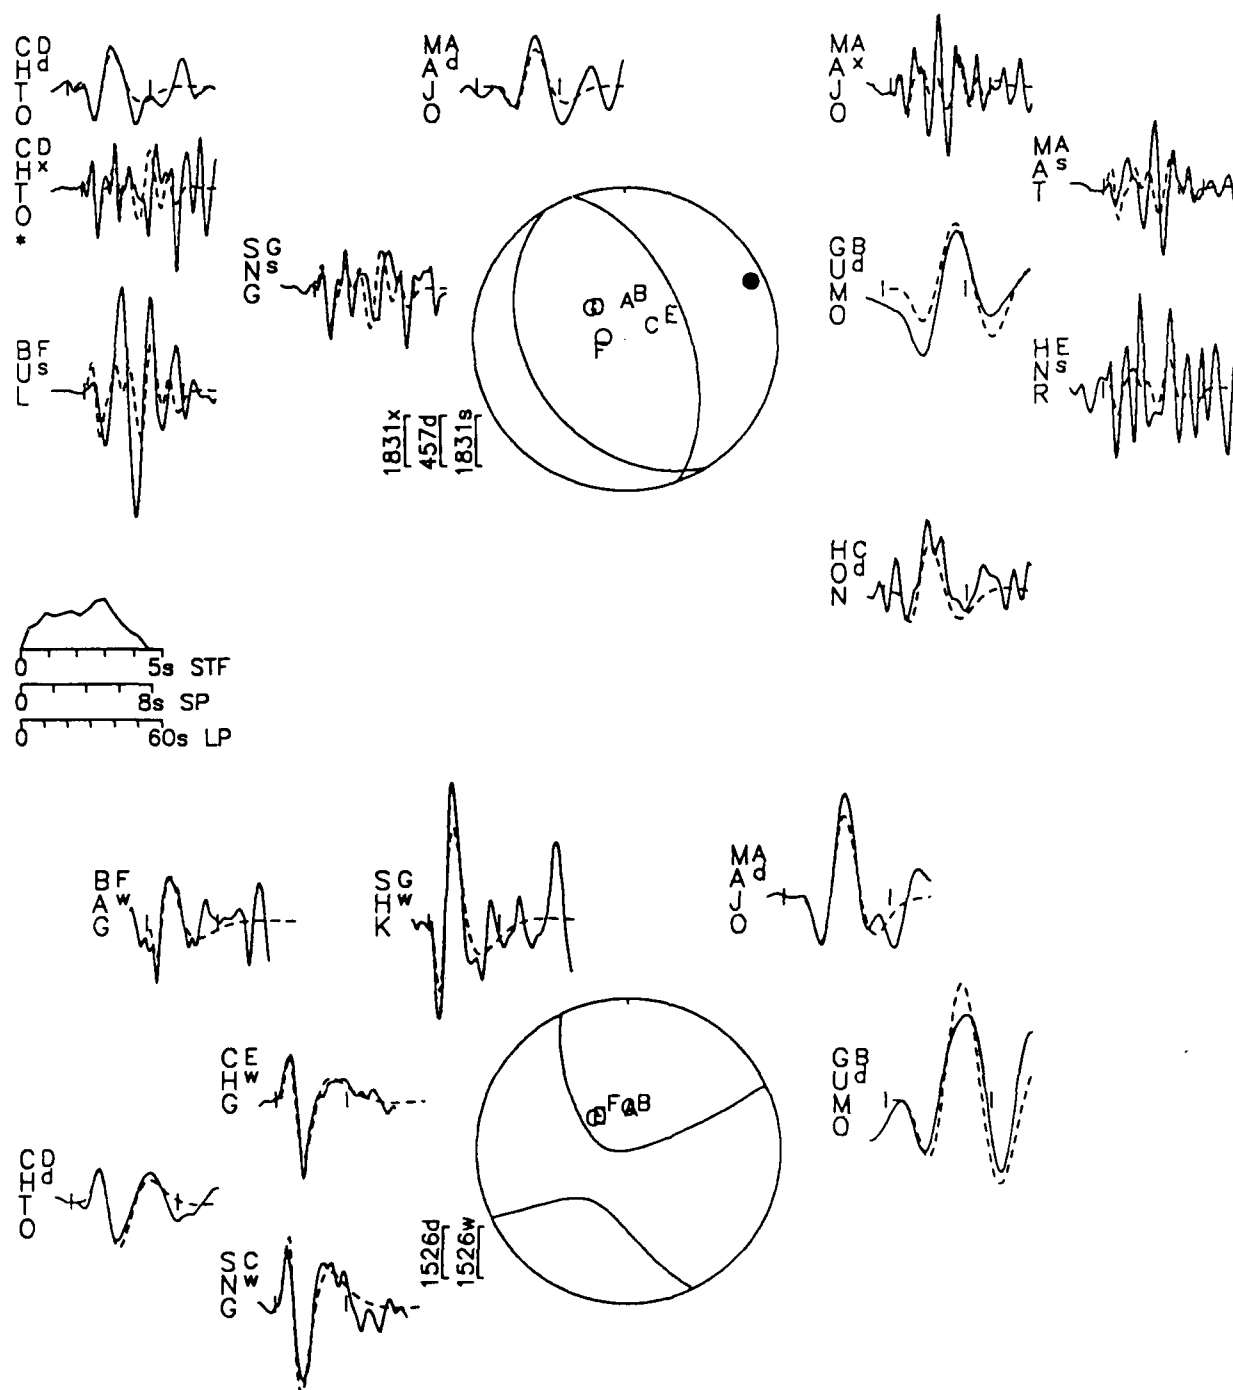 CHTO Dd
MAJO Ad
MAJO Ax
CHTO* Dx
MAT As
SNG Gs
GUMO Bd
BUL Fs
HNR Es
A B C E F
D
1831x
457d
1831s
HON Cd
0 5s STF
0 8s SP
0 60s LP
BAG Fw
SHK Gw
MAJO Ad
CHG Ew
GUMO Bd
F B
CHTO Dd
SNG Cw
1526d
1526w